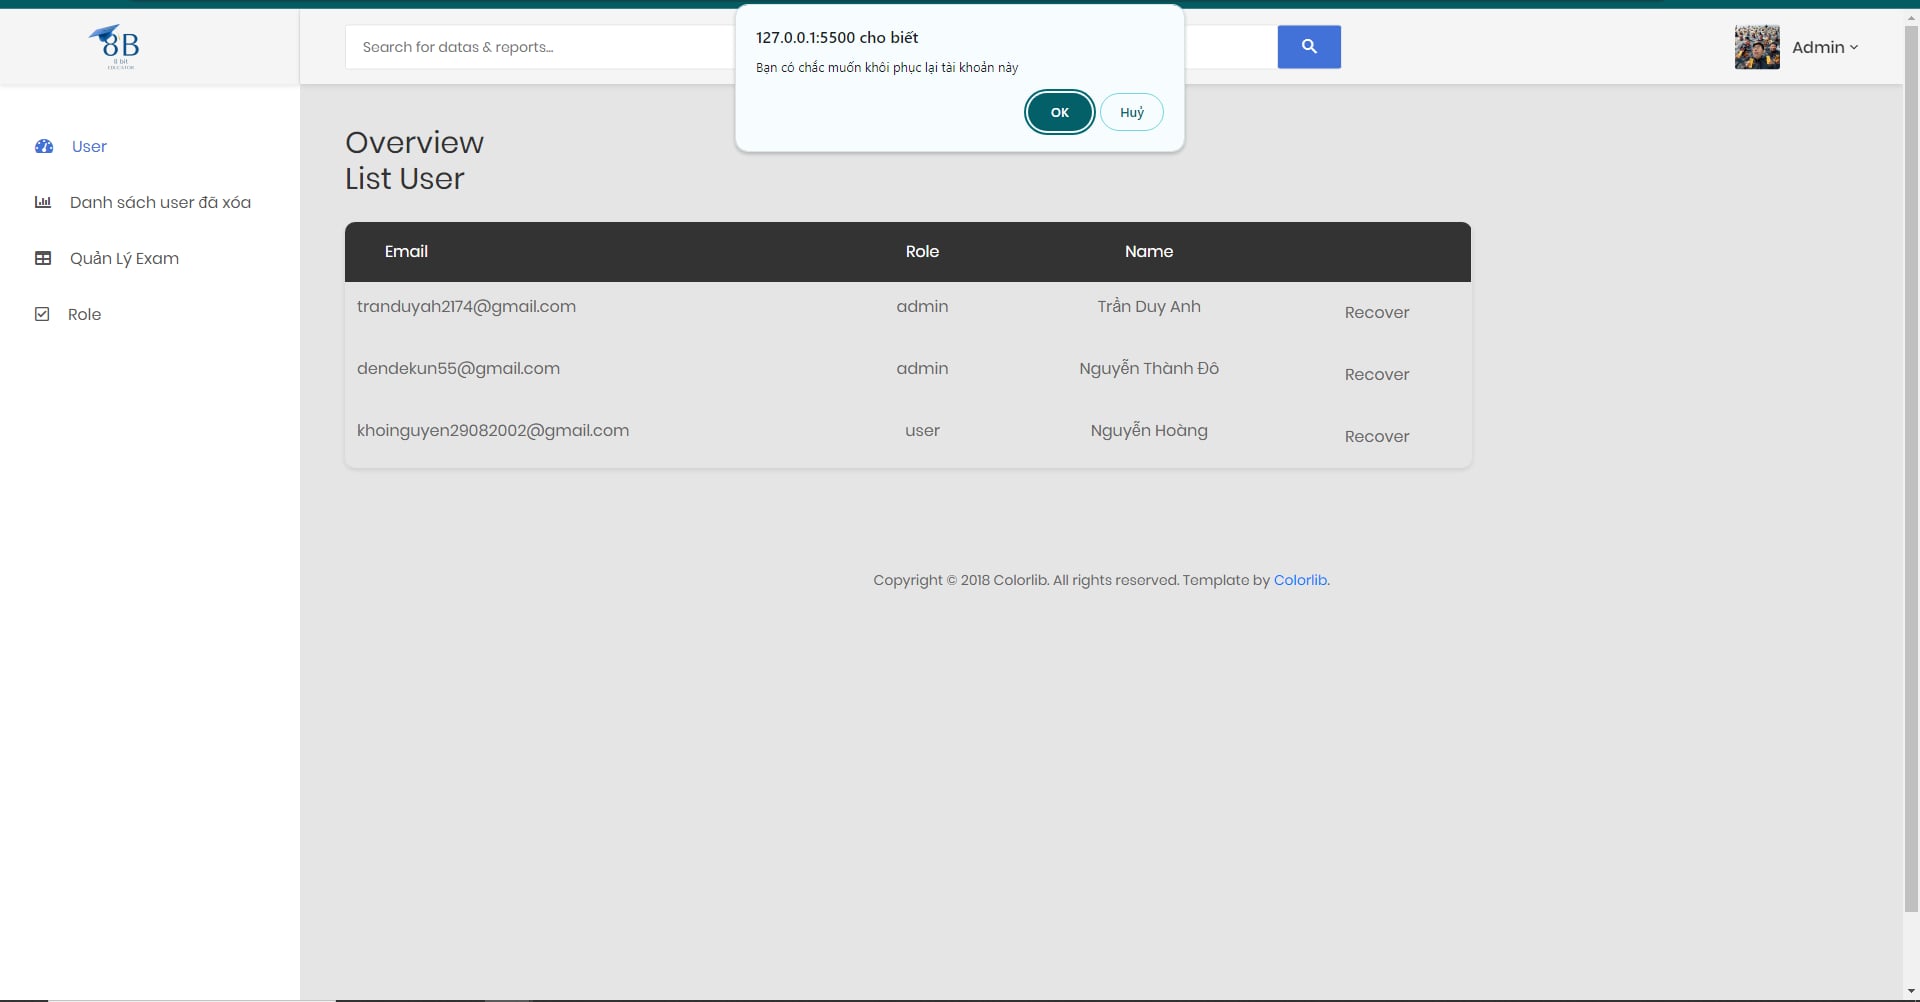 127.0.0.1:5500 cho biết
Bạn có chắc muốn khôi phục lại tài khoản này
OK
Huỷ
8B
8 bit
EDUCATOR
Search for datas & reports...
Admin
User
Danh sách user đã xóa
Quản Lý Exam
Role
Overview
List User
Email Role Name
tranduyah2174@gmail.com admin Trần Duy Anh Recover
dendekun55@gmail.com admin Nguyễn Thành Đô Recover
khoinguyen29082002@gmail.com user Nguyễn Hoàng Recover
Copyright © 2018 Colorlib. All rights reserved. Template by Colorlib.